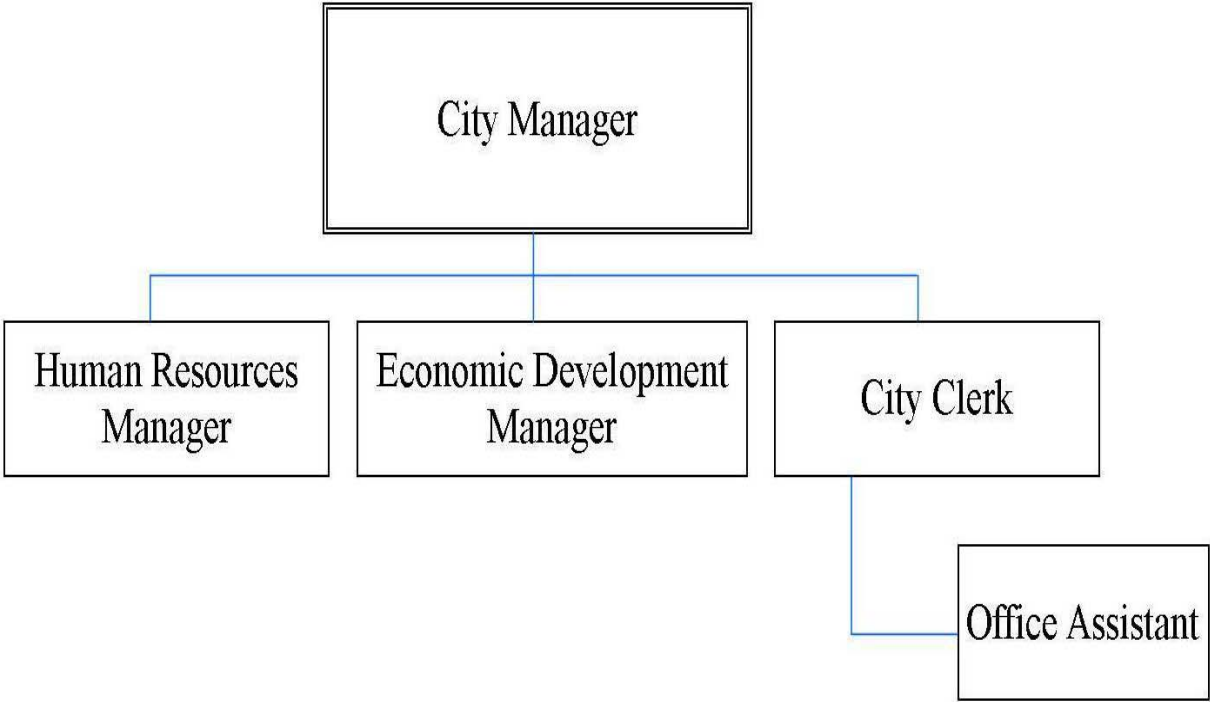 City Manager
Human Resources
Manager
Economic Development
Manager
City Clerk
Office Assistant